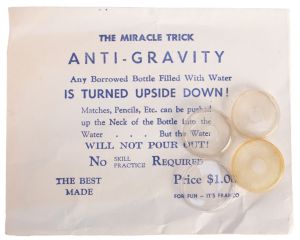 THE MIRACLE TRICK
ANTI-GRAVITY
Any Borrowed Bottle Filled With Water
IS TURNED UPSIDE DOWN!
Matches, Pencils, Etc. can be pushed
up the Neck of the Bottle Into the
Water . . . But the Water
WILL NOT POUR OUT!
No SKILL PRACTICE Required
THE BEST MADE
Price $1.00
FOR FUN — IT'S FRANCO